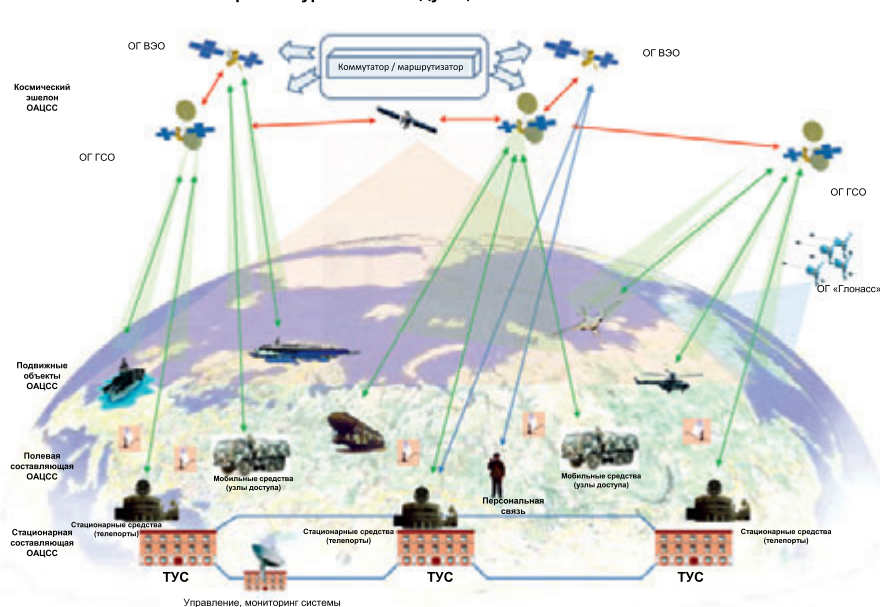 ОГ ВЭО
ОГ ВЭО
Коммутатор / маршрутизатор
Космический
эшелон
ОАЦСС
ОГ ГСО
ОГ ГСО
ОГ «Глонасс»
Подвижные
объекты
ОАЦСС
Полевая
составляющая
ОАЦСС
Мобильные средства
(узлы доступа)
Мобильные средства
(узлы доступа)
Персональная
связь
Стационарная
составляющая
ОАЦСС
Стационарные средства
(телепорты)
Стационарные средства
(телепорты)
Стационарные средства
(телепорты)
ТУС
ТУС
ТУС
Управление, мониторинг системы